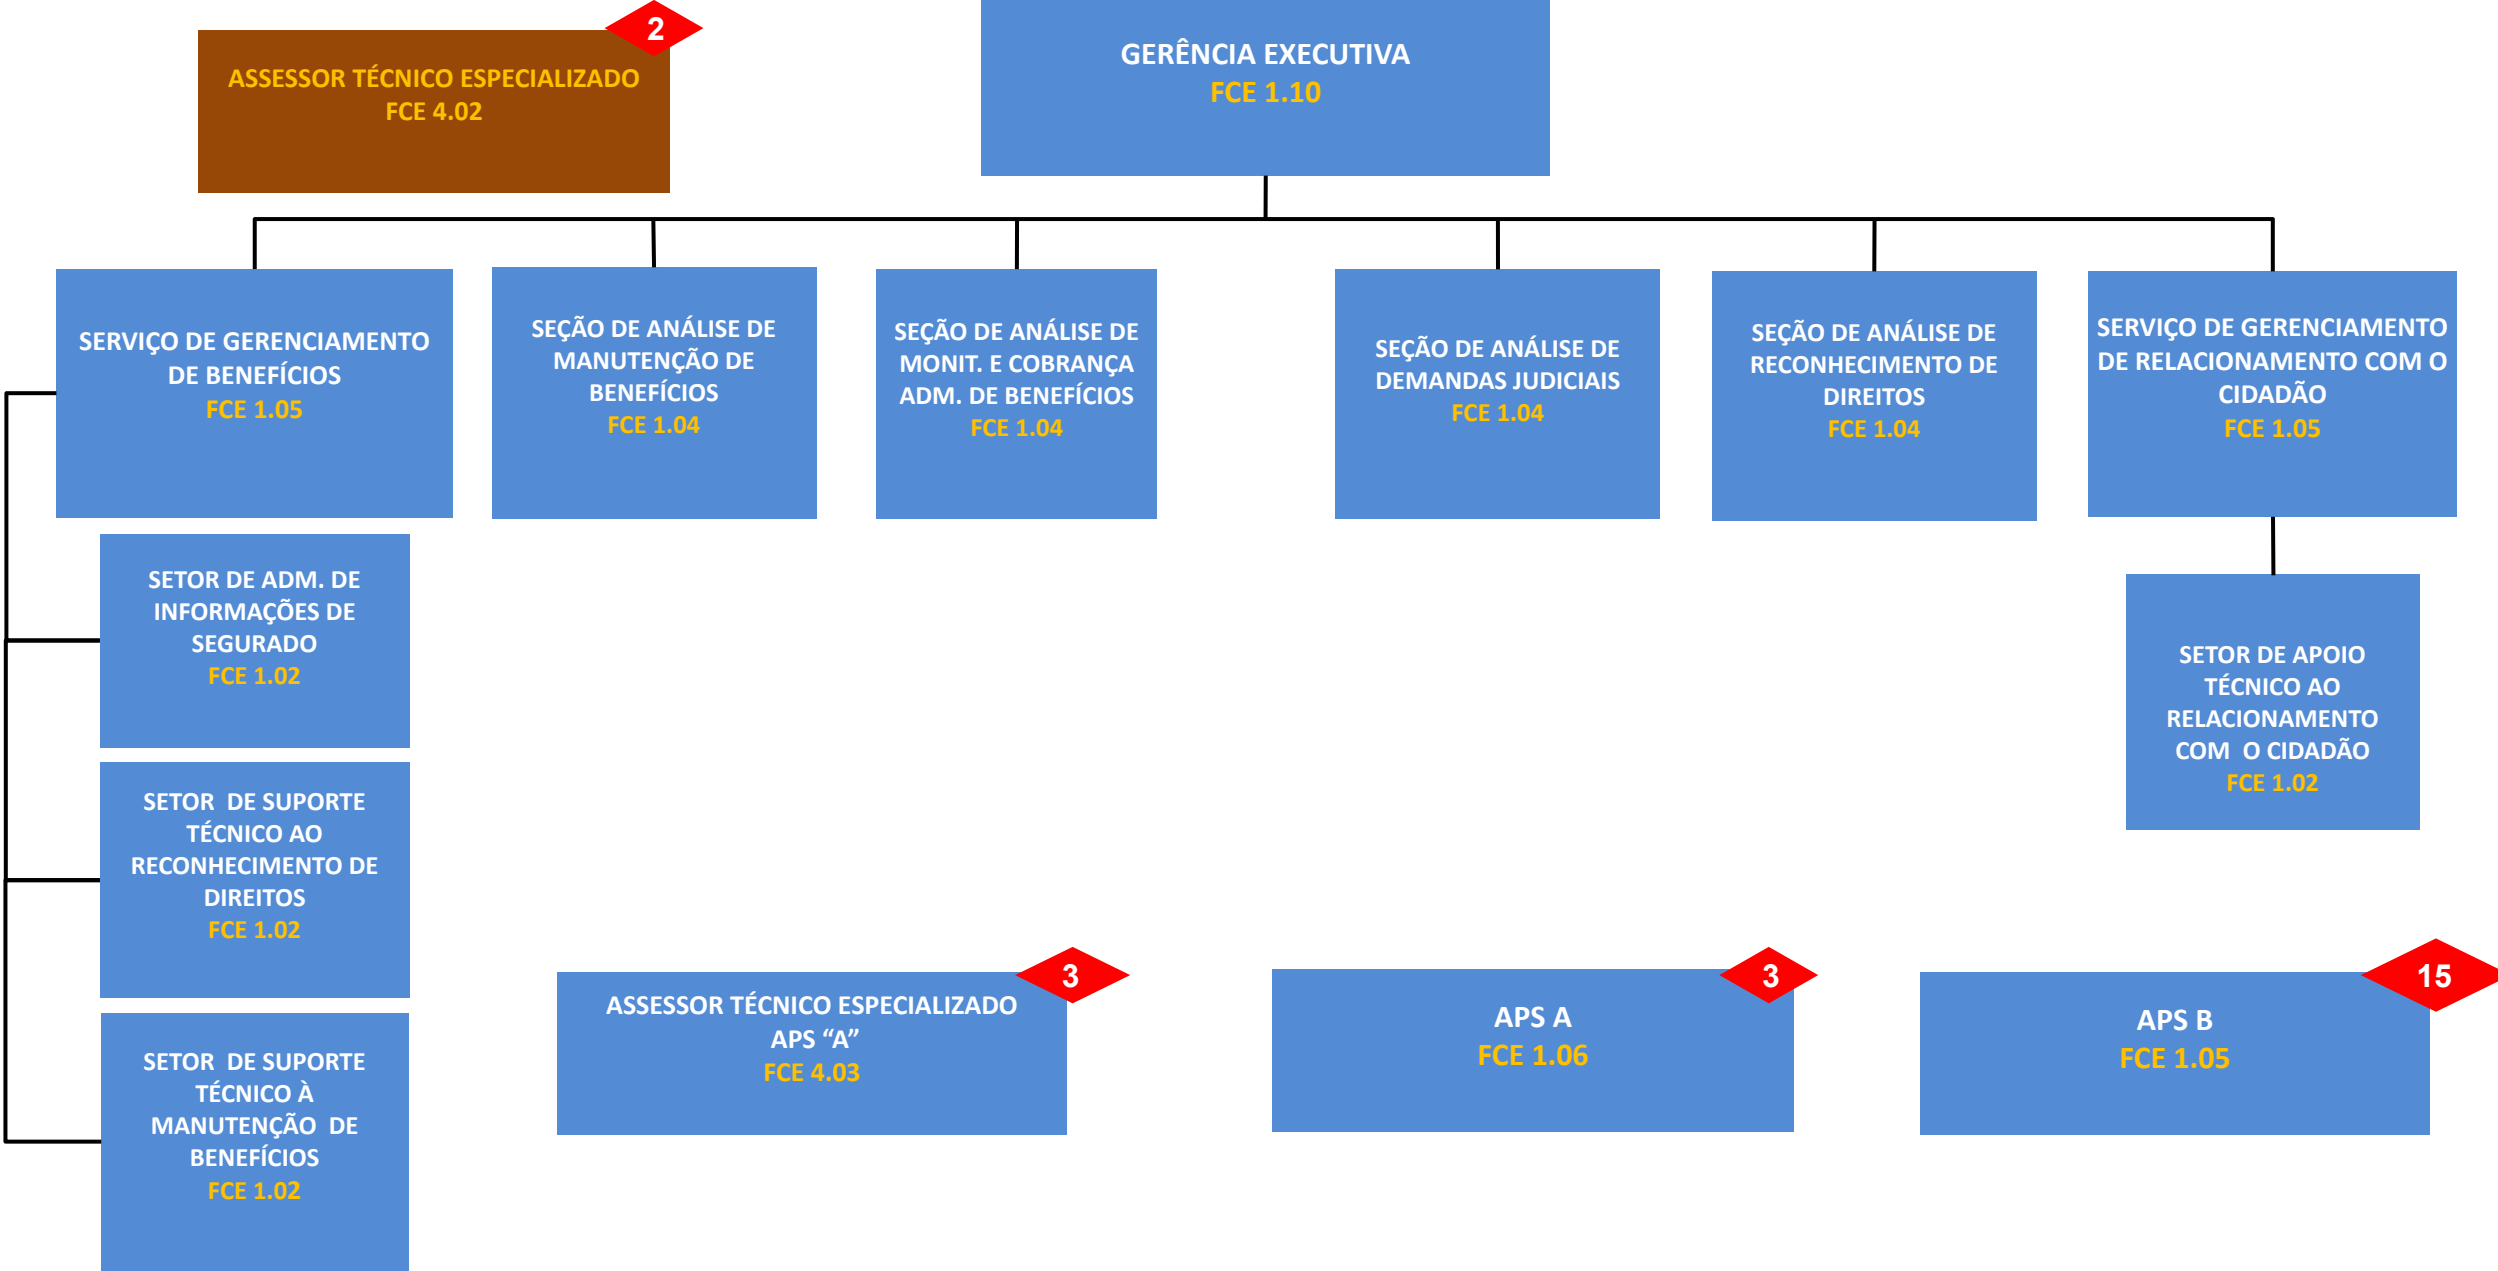 2
ASSESSOR TÉCNICO ESPECIALIZADO
FCE 4.02
GERÊNCIA EXECUTIVA
FCE 1.10
SERVIÇO DE GERENCIAMENTO
DE BENEFÍCIOS
FCE 1.05
SEÇÃO DE ANÁLISE DE
MANUTENÇÃO DE
BENEFÍCIOS
FCE 1.04
SEÇÃO DE ANÁLISE DE
MONIT. E COBRANÇA
ADM. DE BENEFÍCIOS
FCE 1.04
SEÇÃO DE ANÁLISE DE
DEMANDAS JUDICIAIS
FCE 1.04
SEÇÃO DE ANÁLISE DE
RECONHECIMENTO DE
DIREITOS
FCE 1.04
SERVIÇO DE GERENCIAMENTO
DE RELACIONAMENTO COM O
CIDADÃO
FCE 1.05
SETOR DE ADM. DE
INFORMAÇÕES DE
SEGURADO
FCE 1.02
SETOR DE APOIO
TÉCNICO AO
RELACIONAMENTO
COM  O CIDADÃO
FCE 1.02
SETOR  DE SUPORTE
TÉCNICO AO
RECONHECIMENTO DE
DIREITOS
FCE 1.02
SETOR  DE SUPORTE
TÉCNICO À
MANUTENÇÃO  DE
BENEFÍCIOS
FCE 1.02
3
ASSESSOR TÉCNICO ESPECIALIZADO
APS “A”
FCE 4.03
3
APS A
FCE 1.06
15
APS B
FCE 1.05